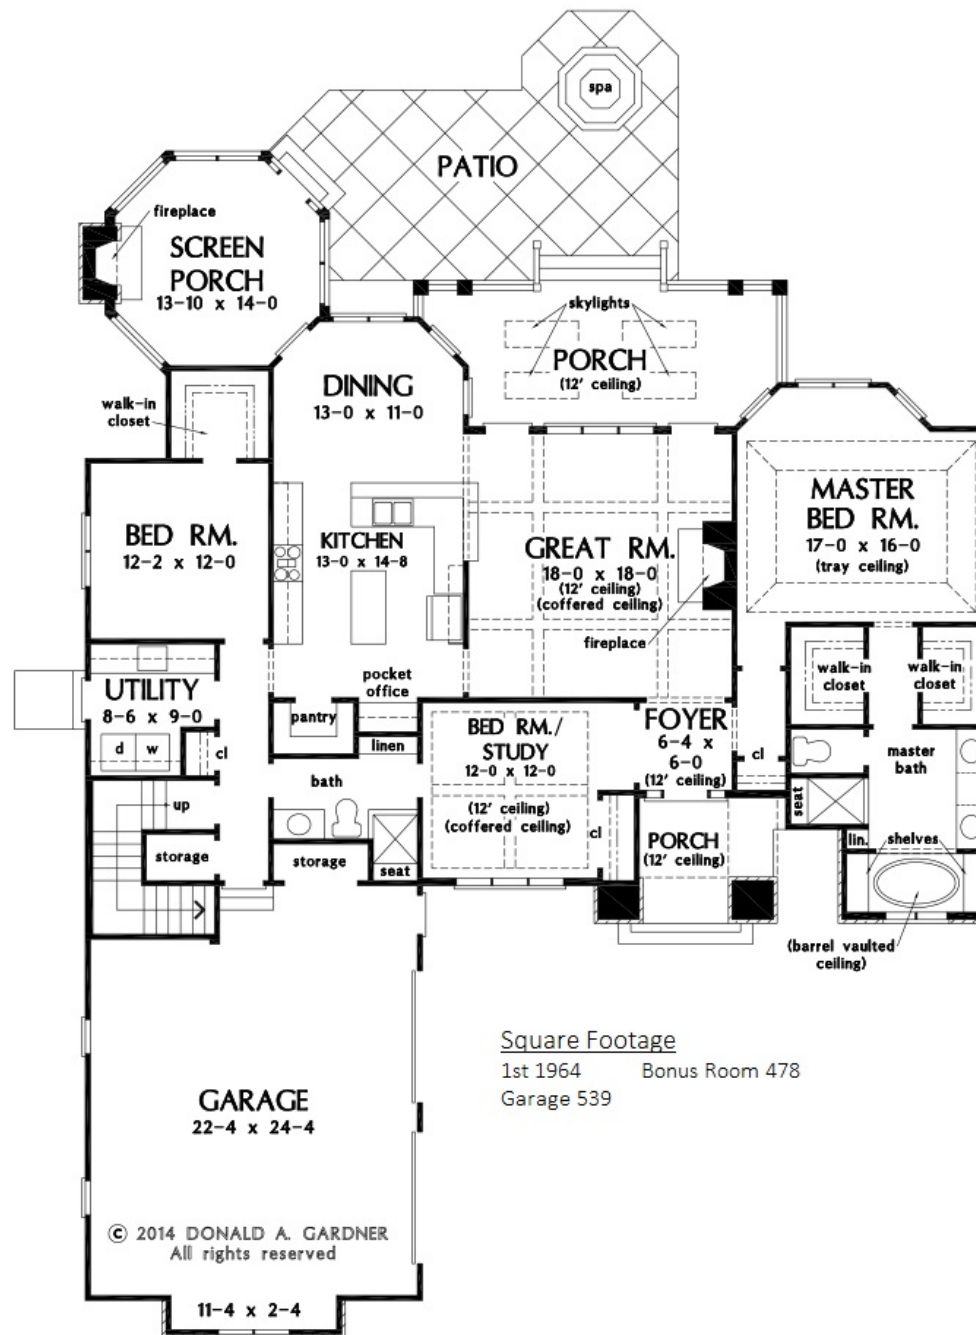 spa
PATIO
fireplace
SCREEN
PORCH
13-10 x 14-0
skylights
PORCH
(12' ceiling)
DINING
13-0 x 11-0
walk-in
closet
MASTER
BED RM.
17-0 x 16-0
(tray ceiling)
BED RM.
12-2 x 12-0
KITCHEN
13-0 x 14-8
GREAT RM.
18-0 x 18-0
(12' ceiling)
(coffered ceiling)
fireplace
walk-in
closet
walk-in
closet
UTILITY
8-6 x 9-0
d w
cl
pocket
office
pantry
linen
BED RM./
STUDY
12-0 x 12-0
(12' ceiling)
(coffered ceiling)
cl
FOYER
6-4 x
6-0
(12' ceiling)
cl
master
bath
seat
bath
up
storage
storage
seat
PORCH
(12' ceiling)
lin.
shelves
(barrel vaulted
ceiling)
Square Footage
1st 1964 Bonus Room 478
Garage 539
GARAGE
22-4 x 24-4
© 2014 DONALD A. GARDNER
All rights reserved
11-4 x 2-4